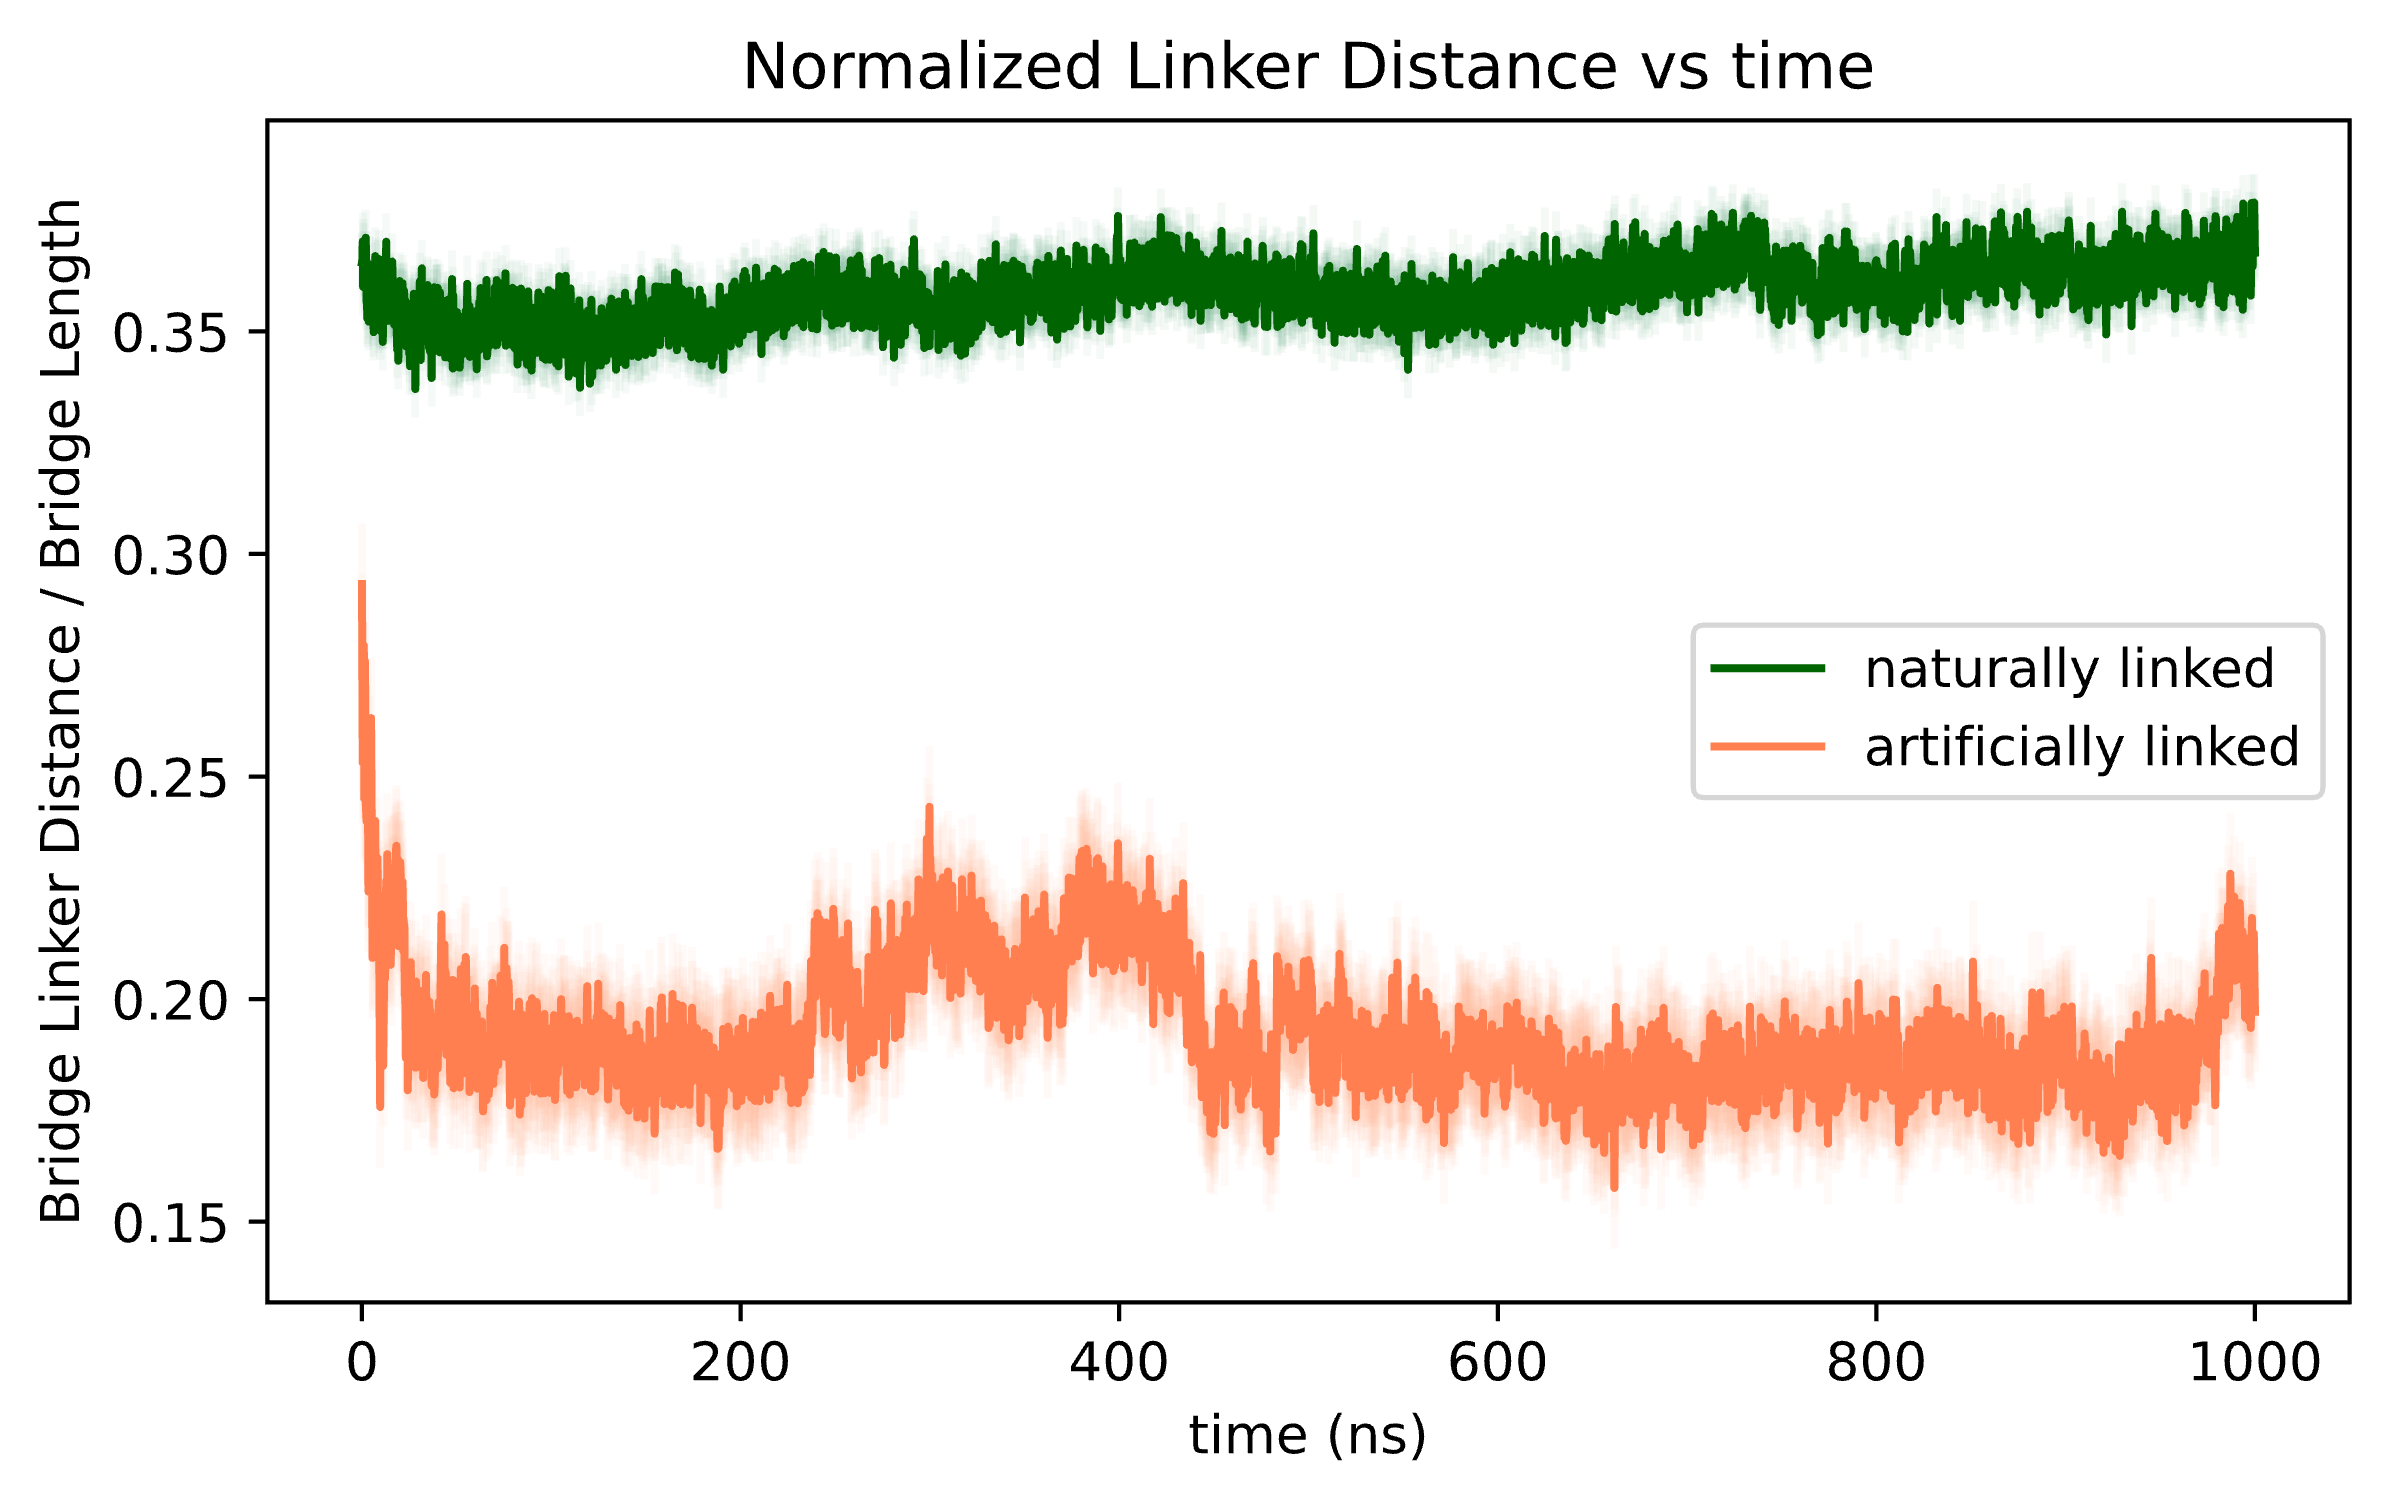 Normalized Linker Distance vs time
Bridge Linker Distance / Bridge Length
0.35
0.30
0.25
0.20
0.15
naturally linked
artificially linked
0 200 400 600 800 1000
time (ns)